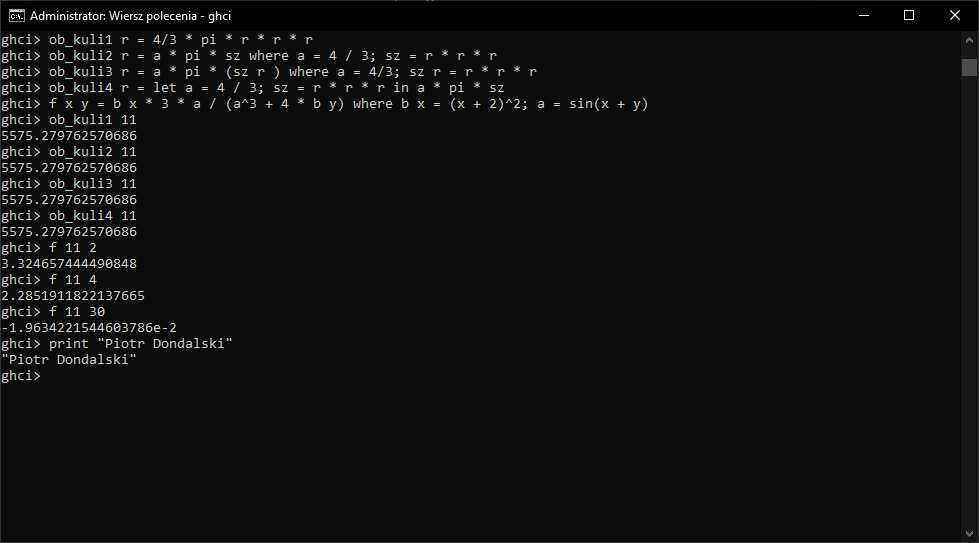 Administrator: Wiersz polecenia - ghci
ghci> ob_kuli1 r = 4/3 * pi * r * r * r
ghci> ob_kuli2 r = a * pi * sz where a = 4 / 3; sz = r * r * r
ghci> ob_kuli3 r = a * pi * (sz r ) where a = 4/3; sz r = r * r * r
ghci> ob_kuli4 r = let a = 4 / 3; sz = r * r * r in a * pi * sz
ghci> f x y = b x * 3 * a / (a^3 + 4 * b y) where b x = (x + 2)^2; a = sin(x + y)
ghci> ob_kuli1 11
5575.279762570686
ghci> ob_kuli2 11
5575.279762570686
ghci> ob_kuli3 11
5575.279762570686
ghci> ob_kuli4 11
5575.279762570686
ghci> f 11 2
3.324657444490848
ghci> f 11 4
2.2851911822137665
ghci> f 11 30
-1.9634221544603786e-2
ghci> print "Piotr Dondalski"
"Piotr Dondalski"
ghci>